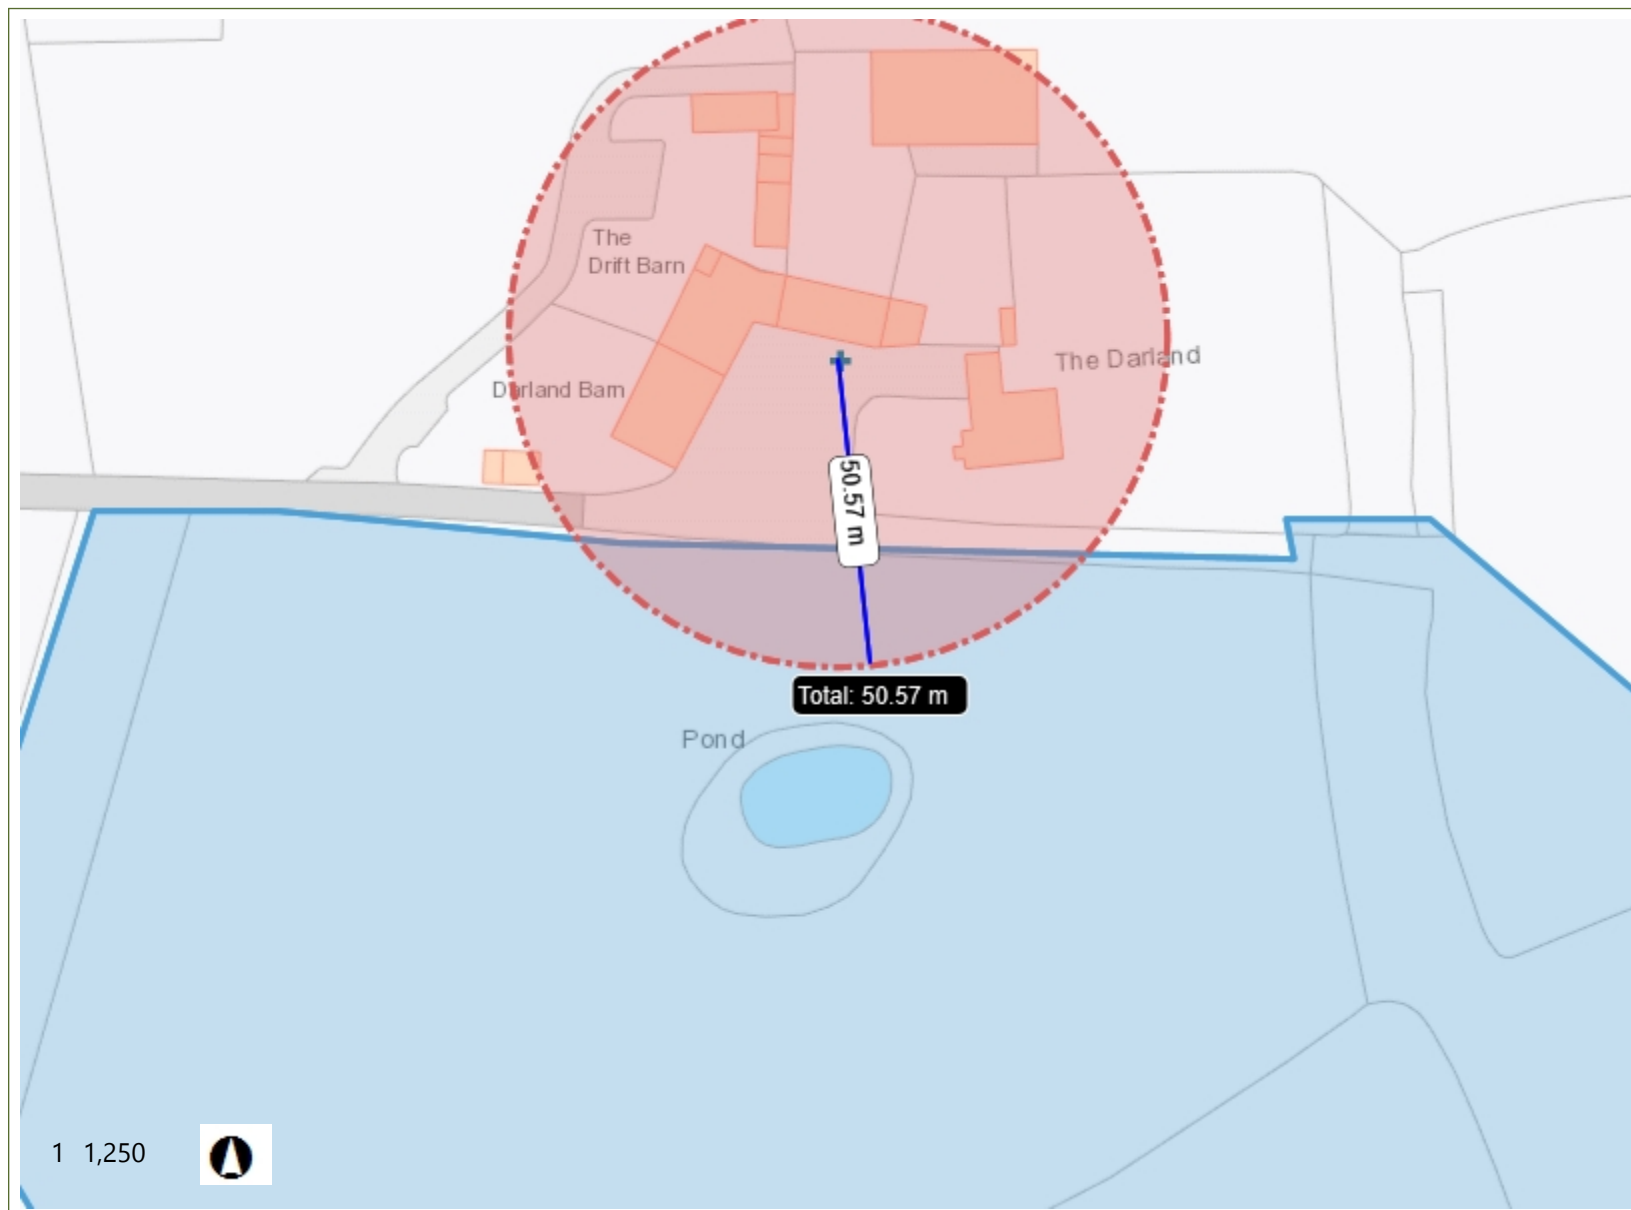 The
Drift Barn
The Darland
Darland Barn
50.57 m
Total: 50.57 m
Pond
1 1,250